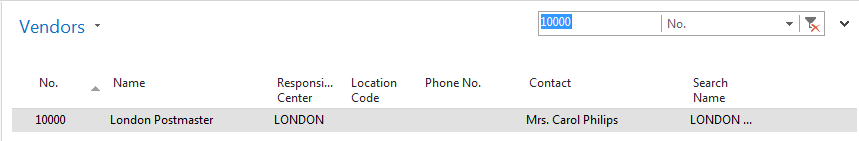 Vendors
10000 No.
No. Name Responsi... Center Location Code Phone No. Contact Search Name
10000 London Postmaster LONDON Mrs. Carol Philips LONDON ...